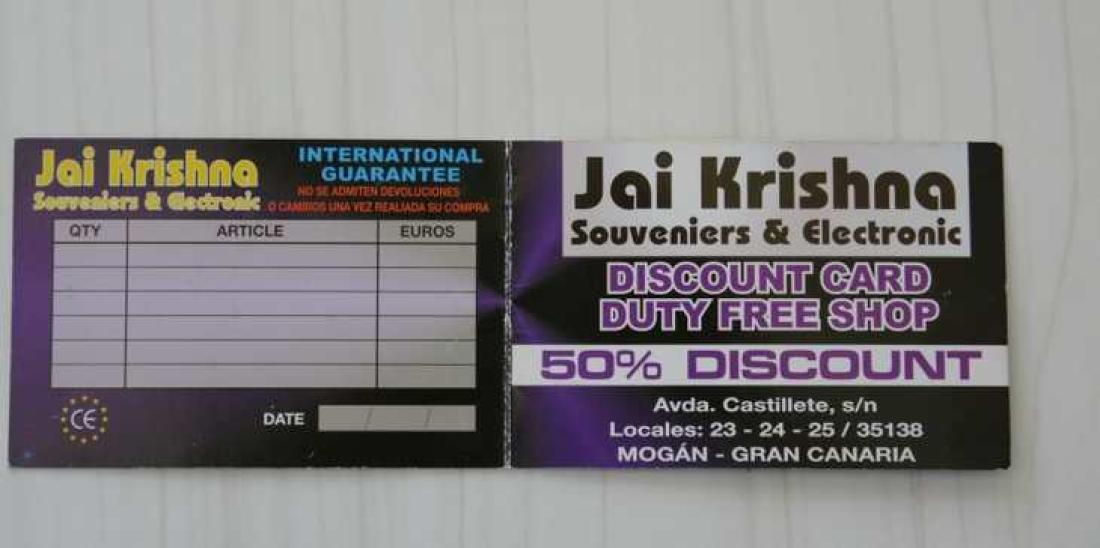 Jai Krishna
Souveniers & Electronic
INTERNATIONAL
GUARANTEE
NO SE ADMITEN DEVOLUCIONES
O CAMBIOS UNA VEZ REALIADA SU COMPRA
QTY ARTICLE EUROS
CE
DATE / /
Jai Krishna
Souveniers & Electronic
DISCOUNT CARD
DUTY FREE SHOP
50% DISCOUNT
Avda. Castillete, s/n
Locales: 23 - 24 - 25 / 35138
MOGÁN - GRAN CANARIA